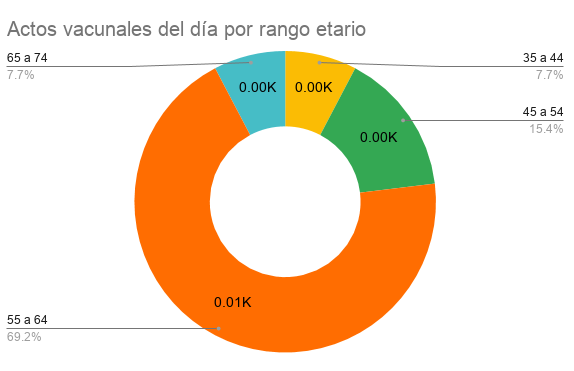 Actos vacunales del día por rango etario
65 a 74
7.7%
35 a 44
7.7%
0.00K
0.00K
45 a 54
15.4%
0.00K
0.01K
55 a 64
69.2%